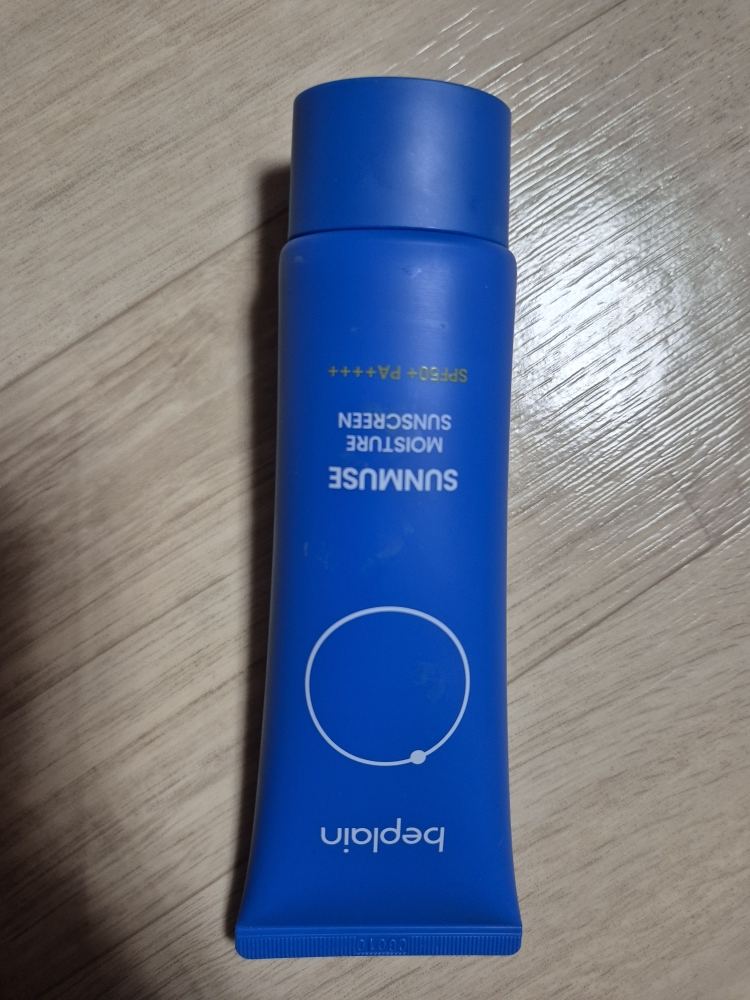 beplain
SUNMUSE
MOISTURE
SUNSCREEN
SPF50+ PA++++